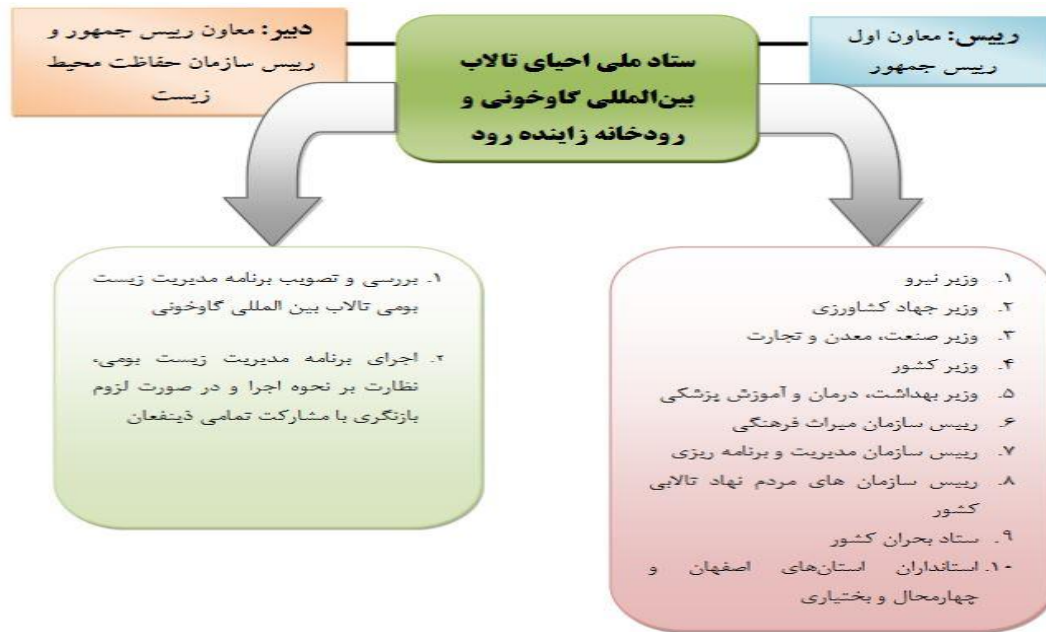 رییس: معاون اول
رییس جمهور
ستاد ملی احیای تالاب
بین‌المللی گاوخونی و
رودخانه زاینده رود
دبیر: معاون رییس جمهور و
رییس سازمان حفاظت محیط
زیست
۱. وزیر نیرو
۲. وزیر جهاد کشاورزی
۳. وزیر صنعت، معدن و تجارت
۴. وزیر کشور
۵. وزیر بهداشت، درمان و آموزش پزشکی
۶. رییس سازمان میراث فرهنگی
۷. رییس سازمان مدیریت و برنامه ریزی
۸. رییس سازمان های مردم نهاد تالابی
کشور
۹. ستاد بحران کشور
۱۰. استانداران استان‌های اصفهان و
چهارمحال و بختیاری
۱. بررسی و تصویب برنامه مدیریت زیست
بومی تالاب بین المللی گاوخونی
۲. اجرای برنامه مدیریت زیست بومی،
نظارت بر نحوه اجرا و در صورت لزوم
بازنگری با مشارکت تمامی ذینفعان